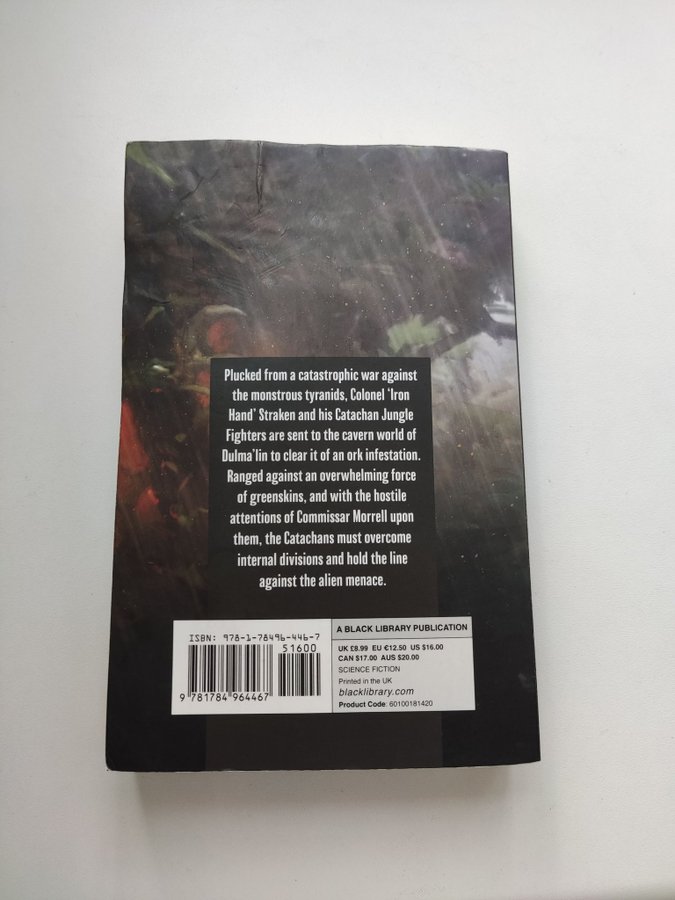 Plucked from a catastrophic war against
the monstrous tyranids, Colonel ‘Iron
Hand’ Straken and his Catachan Jungle
Fighters are sent to the cavern world of
Dulma’lin to clear it of an ork infestation.
Ranged against an overwhelming force
of greenskins, and with the hostile
attentions of Commissar Morrell upon
them, the Catachans must overcome
internal divisions and hold the line
against the alien menace.
ISBN: 978-1-78496-446-7
51600
9 781784 964467
A BLACK LIBRARY PUBLICATION
UK £8.99 EU €12.50 US $16.00
CAN $17.00 AUS $20.00
SCIENCE FICTION
Printed in the UK
blacklibrary.com
Product Code: 60100181420